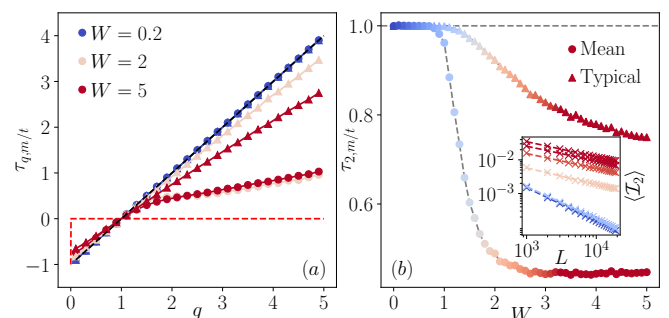 4
3
2
1
0
−1
τ_{q,m/t}
W = 0.2
W = 2
W = 5
(a)
0 1 2 3 4 5
q
1.0
0.8
0.6
τ_{2,m/t}
Mean
Typical
10^{−2}
10^{−3}
⟨I_2⟩
10^3 10^4
L
(b)
0 1 2 3 4 5
W